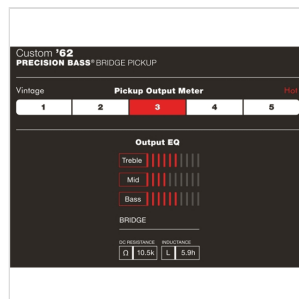 Custom '62
PRECISION BASS® BRIDGE PICKUP
Vintage Pickup Output Meter Hot
1 2 3 4 5
Output EQ
Treble
Mid
Bass
BRIDGE
DC RESISTANCE INDUCTANCE
Ω 10.5k L 5.9h